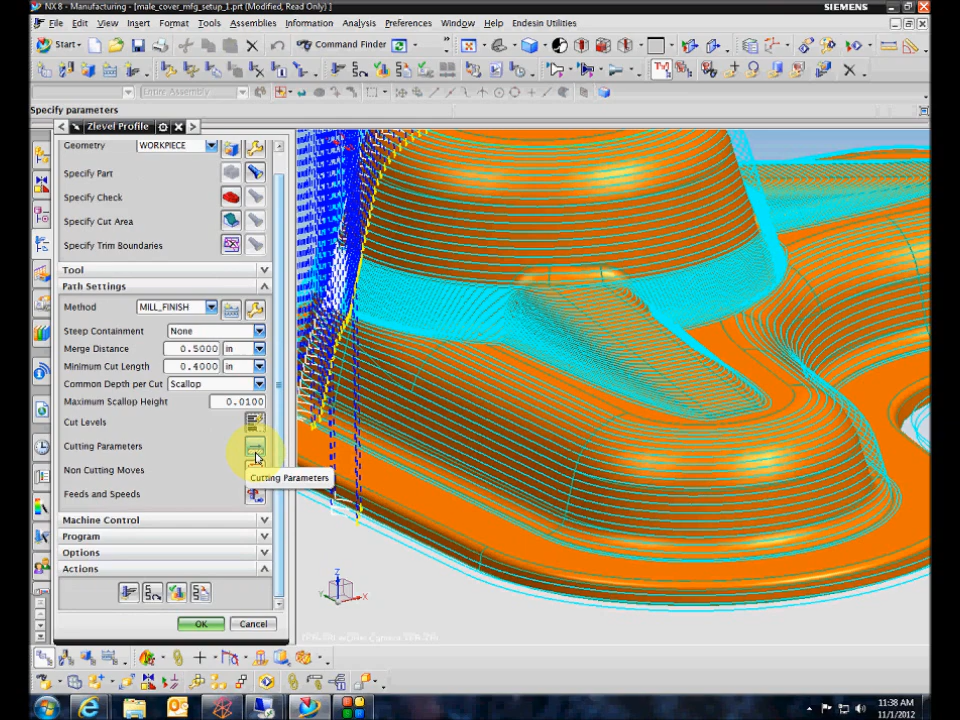 NX 8 - Manufacturing - [male_cover_mfg_setup_1.prt (Modified, Read Only) ]
SIEMENS
File Edit View Insert Format Tools Assemblies Information Analysis Preferences Window Help Endesin Utilities
Start Command Finder
Entire Assembly
Specify parameters
Zlevel Profile
Geometry WORKPIECE
Specify Part
Specify Check
Specify Cut Area
Specify Trim Boundaries
Tool
Path Settings
Method MILL_FINISH
Steep Containment None
Merge Distance 0.5000 in
Minimum Cut Length 0.4000 in
Common Depth per Cut Scallop
Maximum Scallop Height 0.0100
Cut Levels
Cutting Parameters
Non Cutting Moves
Cutting Parameters
Feeds and Speeds
Machine Control
Program
Options
Actions
OK Cancel
Z
Y X
11:38 AM
11/1/2012